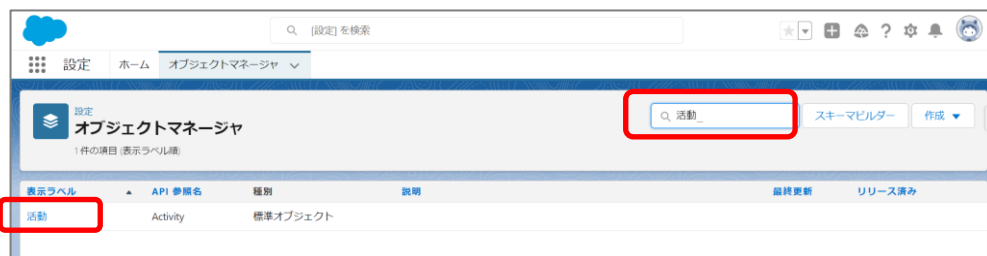 [設定] を検索
設定 ホーム オブジェクトマネージャ
設定
オブジェクトマネージャ
1 件の項目 (表示ラベル順)
活動_ スキーマビルダー 作成
表示ラベル API 参照名 種別 説明 最終更新 リリース済み
活動 Activity 標準オブジェクト